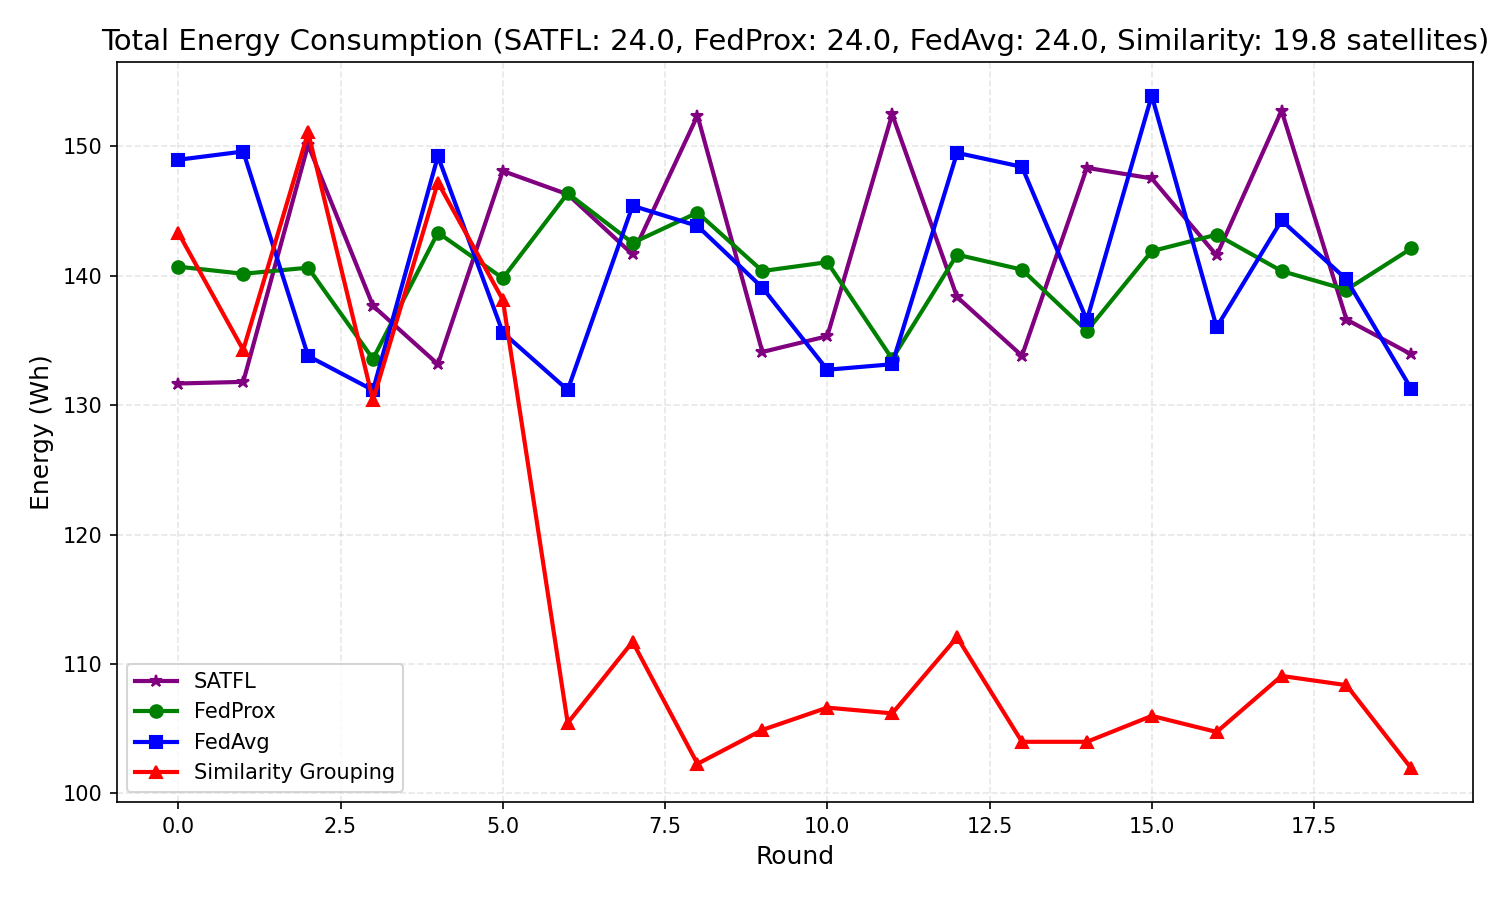 Total Energy Consumption (SATFL: 24.0, FedProx: 24.0, FedAvg: 24.0, Similarity: 19.8 satellites)
Energy (Wh)
150
140
130
120
110
100
SATFL
FedProx
FedAvg
Similarity Grouping
0.0 2.5 5.0 7.5 10.0 12.5 15.0 17.5
Round